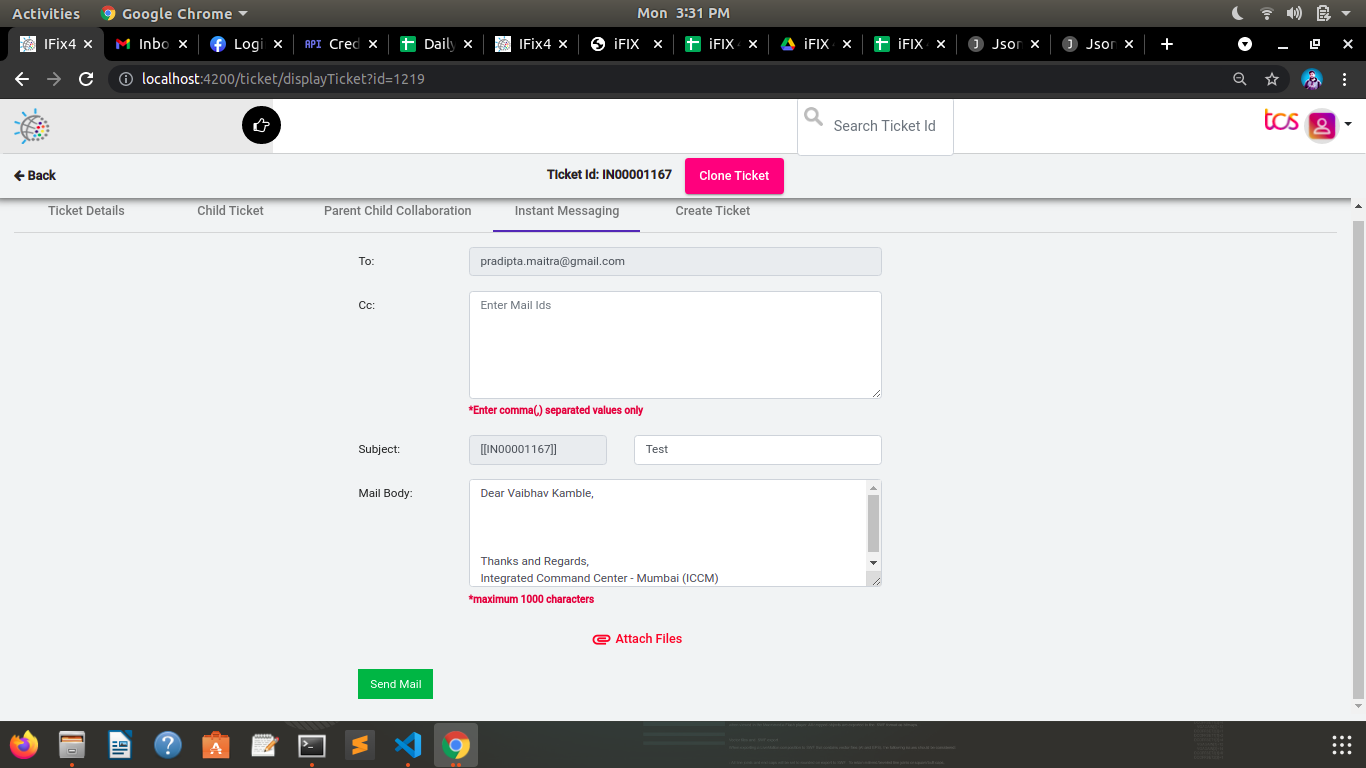 Activities Google Chrome Mon 3:31 PM
IFix4 Inbo Logi API Cred Daily IFix4 iFIX iFIX iFIX iFIX Json Json
localhost:4200/ticket/displayTicket?id=1219
Search Ticket Id tcs
Back Ticket Id: IN00001167 Clone Ticket
Ticket Details Child Ticket Parent Child Collaboration Instant Messaging Create Ticket
To: pradipta.maitra@gmail.com
Cc: Enter Mail Ids
*Enter comma(,) separated values only
Subject: [[IN00001167]] Test
Mail Body: Dear Vaibhav Kamble,
Thanks and Regards,
Integrated Command Center - Mumbai (ICCM)
*maximum 1000 characters
Attach Files
Send Mail